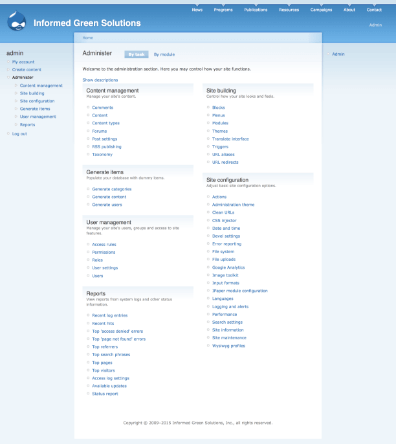 News Programs Publications Resources Campaigns About Contact
Informed Green Solutions
Admin
Home
admin
My account
Create content
Administer
Content management
Site building
Site configuration
Generate items
User management
Reports
Log out
Administer By task By module
Welcome to the administration section. Here you may control how your site functions.
Show descriptions
Content management
Manage your site's content.
Comments
Content
Content types
Forums
Post settings
RSS publishing
Taxonomy
Generate items
Populate your database with dummy items.
Generate categories
Generate content
Generate users
User management
Manage your site's users, groups and access to site
features.
Access rules
Permissions
Roles
User settings
Users
Reports
View reports from system logs and other status
information.
Recent log entries
Recent hits
Top 'access denied' errors
Top 'page not found' errors
Top referrers
Top search phrases
Top pages
Top visitors
Access log settings
Available updates
Status report
Site building
Control how your site looks and feels.
Blocks
Menus
Modules
Themes
Translate interface
Triggers
URL aliases
URL redirects
Site configuration
Adjust basic site configuration options.
Actions
Administration theme
Clean URLs
CSS injector
Date and time
Devel settings
Error reporting
File system
File uploads
Google Analytics
Image toolkit
Input formats
Languages
Logging and alerts
Performance
Search settings
Site information
Site maintenance
Wysiwyg profiles
Admin
Informed Green Solutions, Inc., all rights reserved